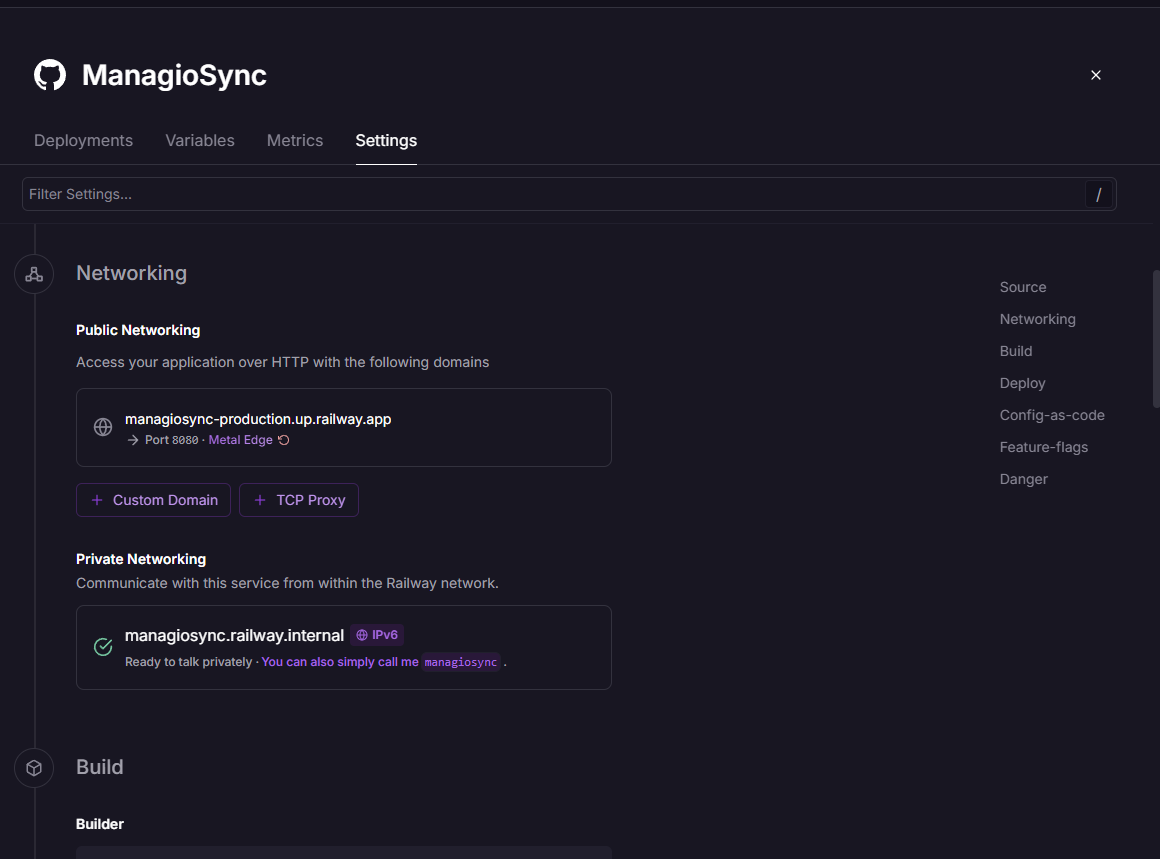 ManagioSync
Deployments Variables Metrics Settings
Filter Settings... /
Networking
Public Networking
Access your application over HTTP with the following domains
managiosync-production.up.railway.app
→ Port 8080 · Metal Edge
+ Custom Domain + TCP Proxy
Private Networking
Communicate with this service from within the Railway network.
managiosync.railway.internal IPv6
Ready to talk privately · You can also simply call me managiosync .
Build
Builder
Source
Networking
Build
Deploy
Config-as-code
Feature-flags
Danger